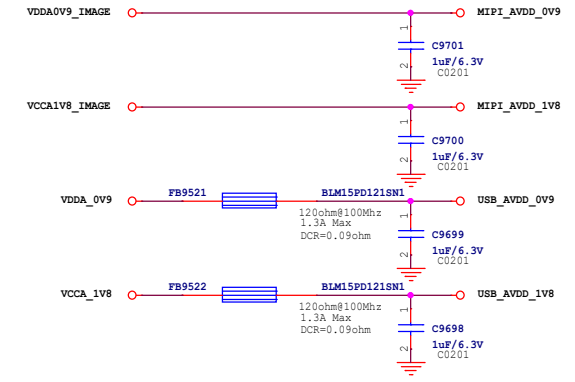 VDDA0V9_IMAGE MIPI_AVDD_0V9
1
C9701
2 1uF/6.3V
C0201
VCCA1V8_IMAGE MIPI_AVDD_1V8
1
C9700
2 1uF/6.3V
C0201
VDDA_0V9 FB9521 BLM15PD121SN1 USB_AVDD_0V9
120ohm@100Mhz 1
1.3A Max
DCR=0.09ohm C9699
2 1uF/6.3V
C0201
VCCA_1V8 FB9522 BLM15PD121SN1 USB_AVDD_1V8
120ohm@100Mhz 1
1.3A Max
DCR=0.09ohm C9698
2 1uF/6.3V
C0201